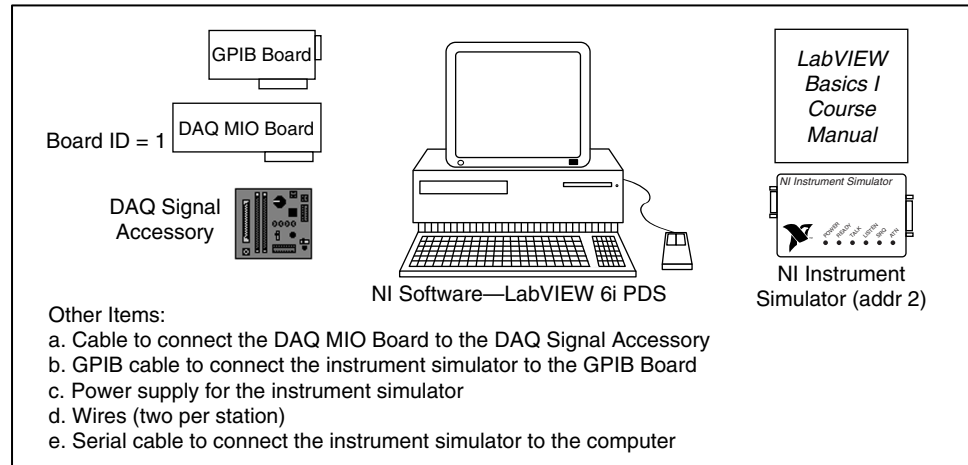 GPIB Board
Board ID = 1
DAQ MIO Board
DAQ Signal
Accessory
NI Software—LabVIEW 6i PDS
LabVIEW
Basics I
Course
Manual
NI Instrument Simulator
POWER
READY
TALK
LISTEN
SRQ
ATN
NI Instrument
Simulator (addr 2)
Other Items:
a. Cable to connect the DAQ MIO Board to the DAQ Signal Accessory
b. GPIB cable to connect the instrument simulator to the GPIB Board
c. Power supply for the instrument simulator
d. Wires (two per station)
e. Serial cable to connect the instrument simulator to the computer